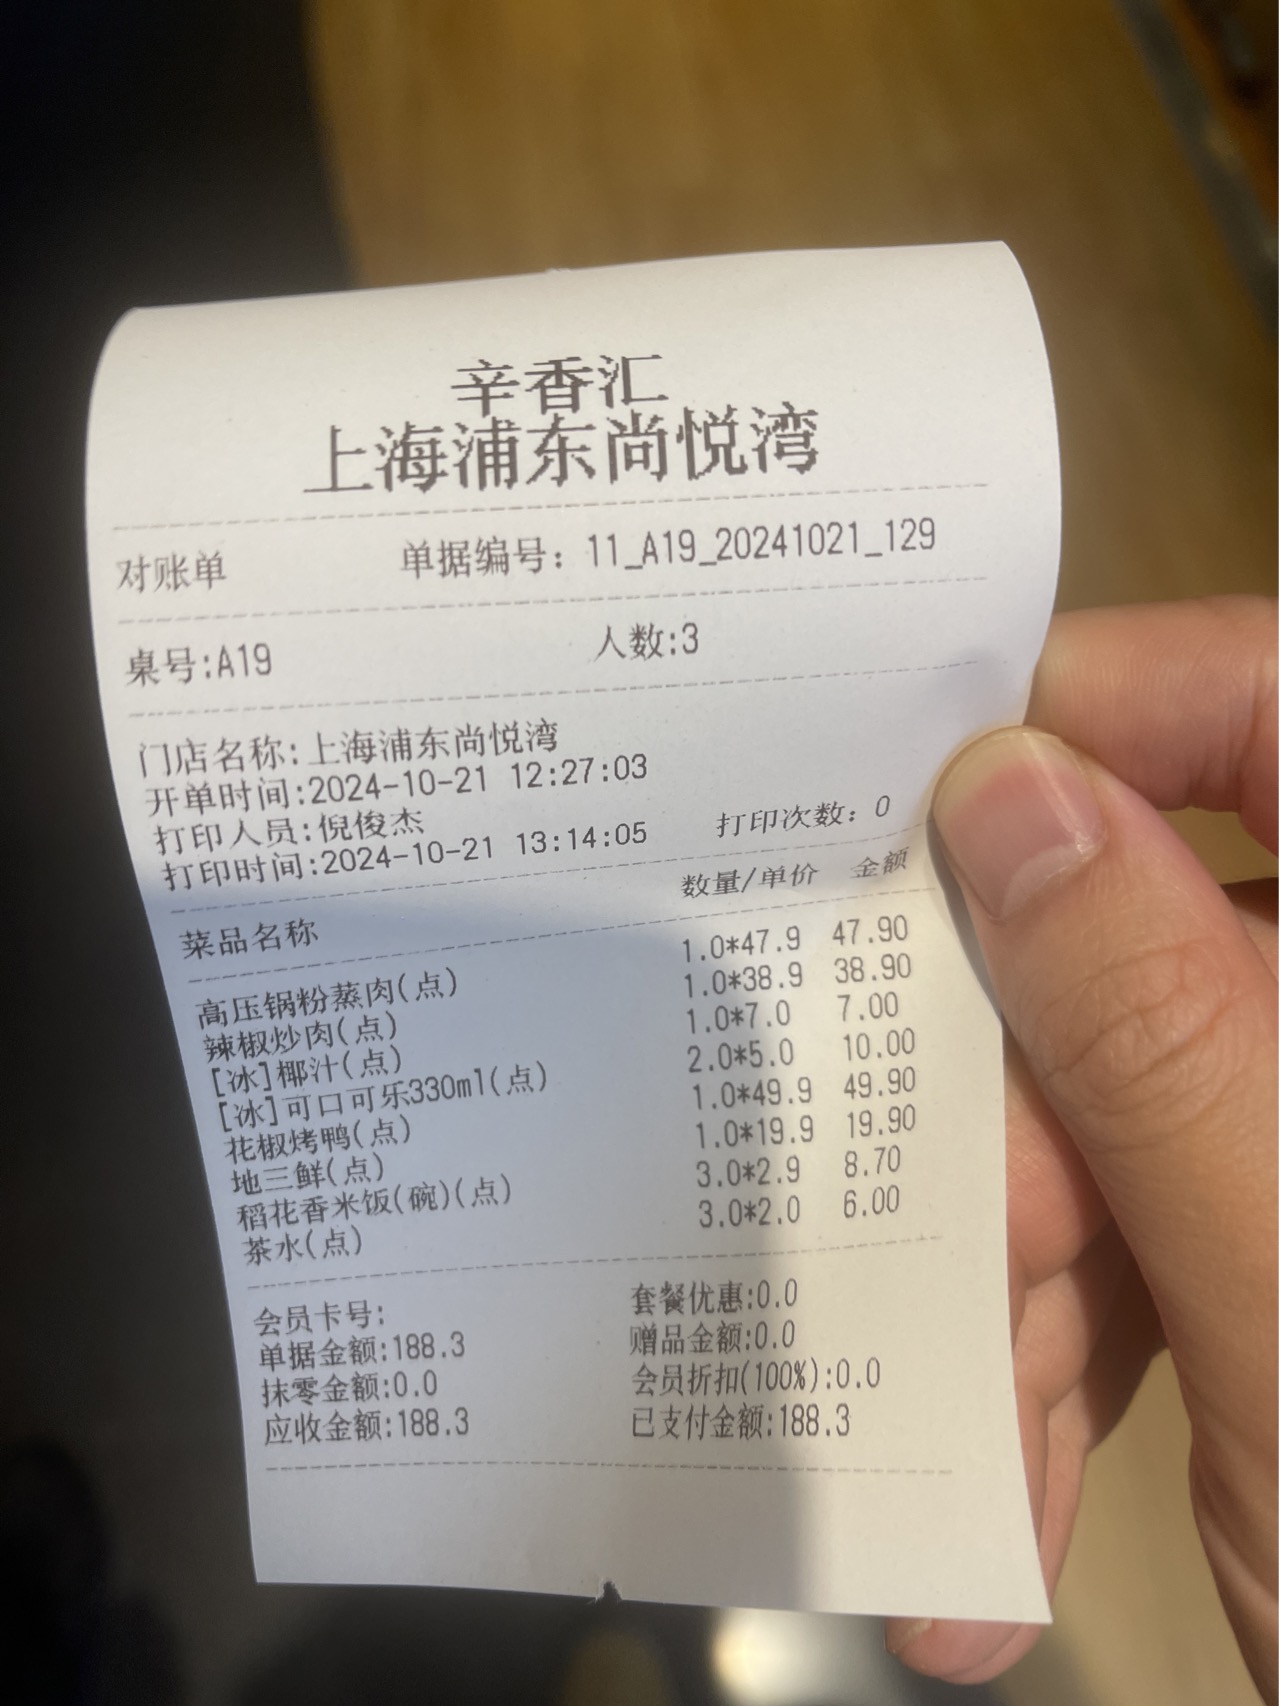 辛香汇
上海浦东尚悦湾
对账单 单据编号：11_A19_20241021_129
桌号:A19 人数:3
门店名称:上海浦东尚悦湾
开单时间:2024-10-21 12:27:03
打印人员:倪俊杰
打印时间:2024-10-21 13:14:05 打印次数：0
菜品名称 数量/单价 金额
高压锅粉蒸肉(点) 1.0*47.9 47.90
辣椒炒肉(点) 1.0*38.9 38.90
[冰]椰汁(点) 1.0*7.0 7.00
[冰]可口可乐330ml(点) 2.0*5.0 10.00
花椒烤鸭(点) 1.0*49.9 49.90
地三鲜(点) 1.0*19.9 19.90
稻花香米饭(碗)(点) 3.0*2.9 8.70
茶水(点) 3.0*2.0 6.00
会员卡号: 套餐优惠:0.0
单据金额:188.3 赠品金额:0.0
抹零金额:0.0 会员折扣(100%):0.0
应收金额:188.3 已支付金额:188.3